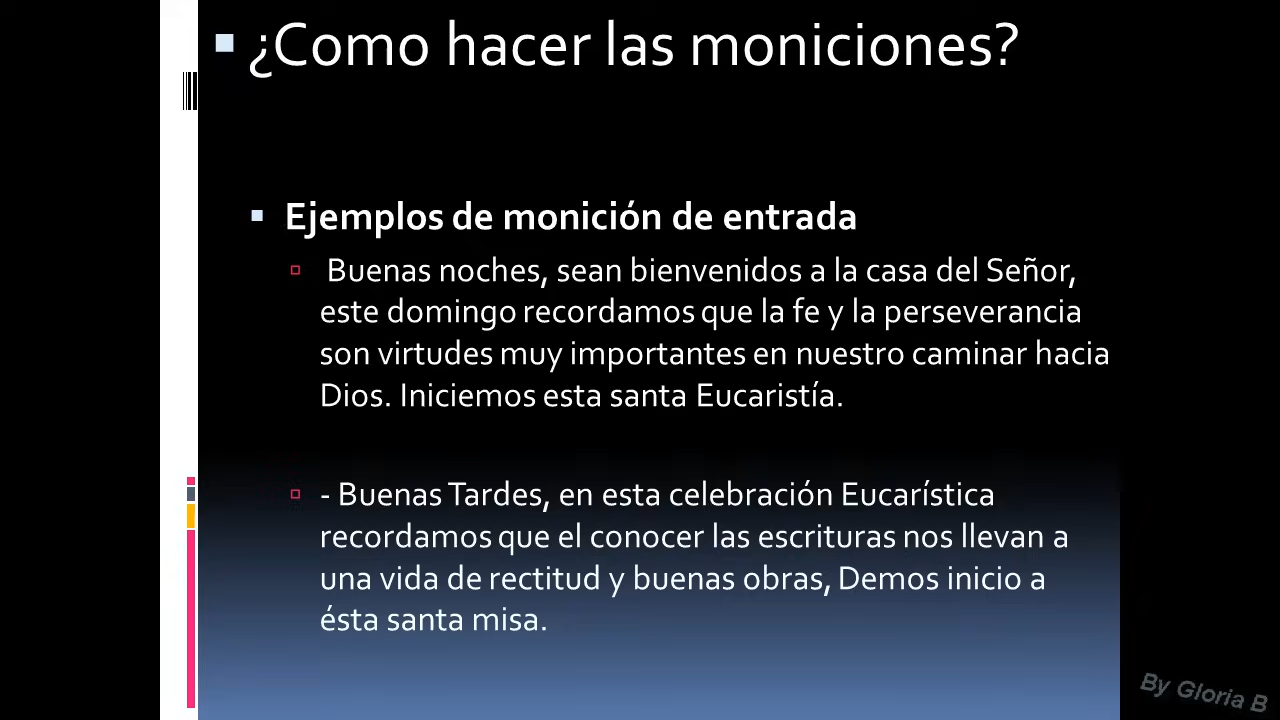 ¿Como hacer las moniciones?
Ejemplos de monición de entrada
Buenas noches, sean bienvenidos a la casa del Señor,
este domingo recordamos que la fe y la perseverancia
son virtudes muy importantes en nuestro caminar hacia
Dios. Iniciemos esta santa Eucaristía.
- Buenas Tardes, en esta celebración Eucarística
recordamos que el conocer las escrituras nos llevan a
una vida de rectitud y buenas obras, Demos inicio a
ésta santa misa.
By Gloria B